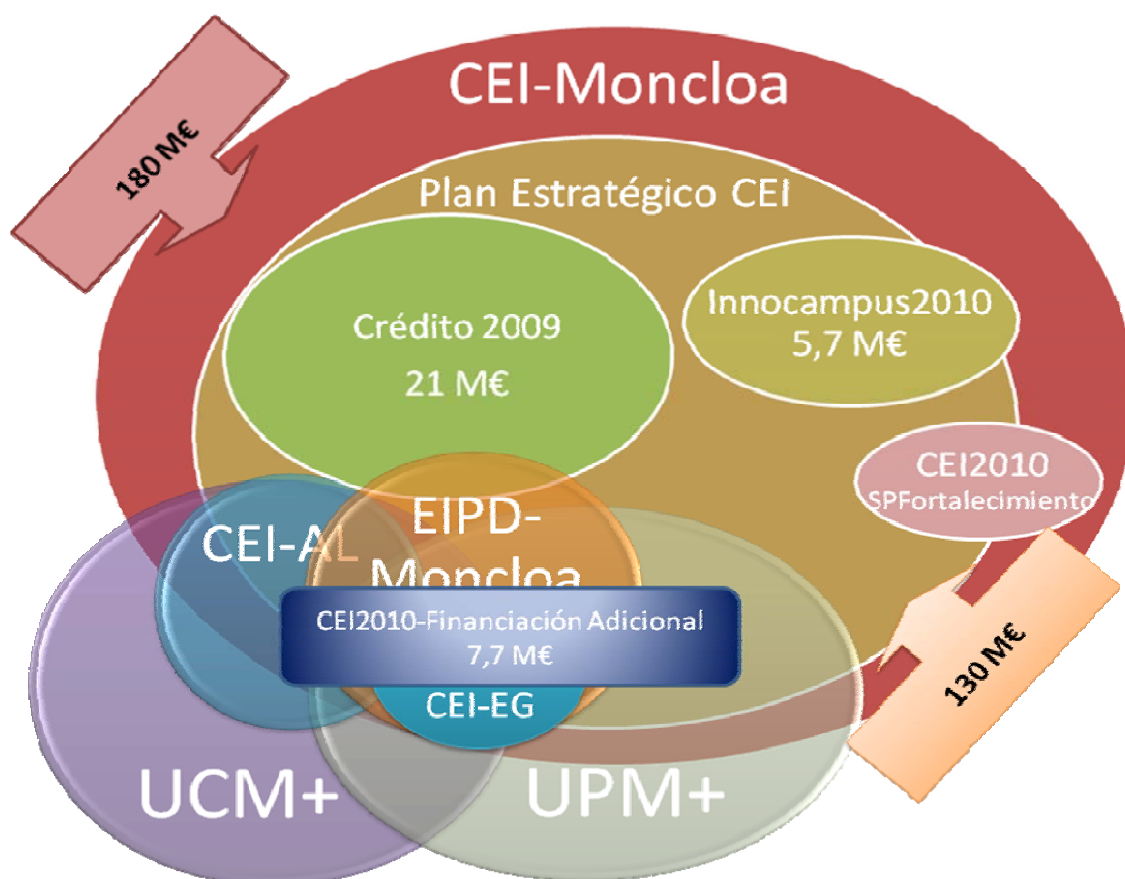 CEI-Moncloa
180 M€
Plan Estratégico CEI
Innocampus2010
5,7 M€
Crédito 2009
21 M€
CEI2010
SPFortalecimiento
EIPD-
Moncloa
CEI-AL
CEI2010-Financiación Adicional
7,7 M€
130 M€
CEI-EG
UCM+
UPM+